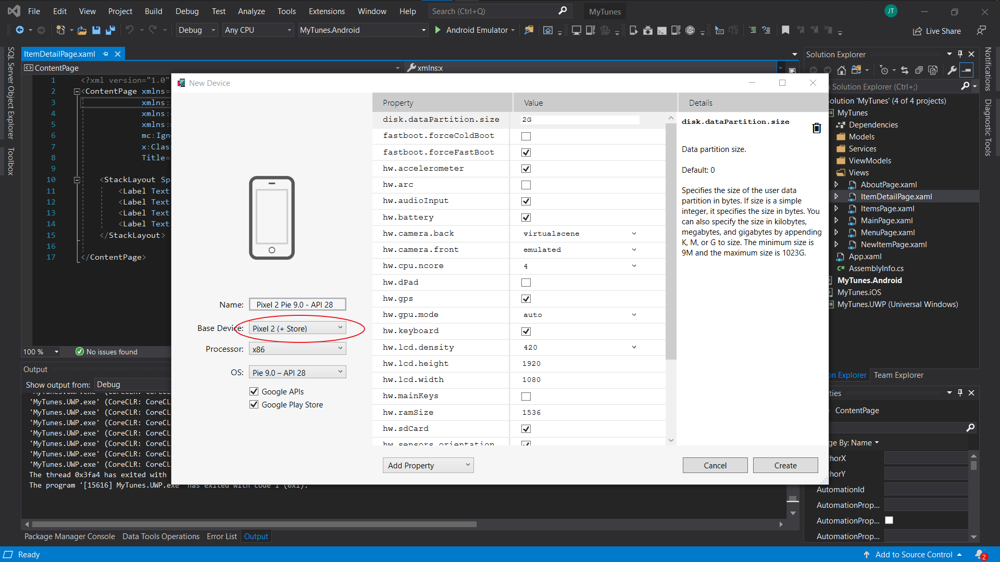 File Edit View Project Build Debug Test Analyze Tools Extensions Window Help Search (Ctrl+Q) MyTunes JT
Debug Any CPU MyTunes.Android Android Emulator Live Share
SQL Server Object Explorer
Toolbox
ItemDetailPage.xaml
ContentPage xmlns:x
1 <?xml version="1.0"
2 <ContentPage xmlns=
3 xmlns:
4 xmlns:
5 xmlns:
6 mc:Igno
7 x:Class
8 Title=
9
10 <StackLayout Spa
11 <Label Text
12 <Label Text
13 <Label Text
14 <Label Text
15 </StackLayout>
16
17 </ContentPage>
100 % No issues found
New Device
Name: Pixel 2 Pie 9.0 - API 28
Base Device: Pixel 2 (+ Store)
Processor: x86
OS: Pie 9.0 – API 28
Google APIs
Google Play Store
Property Value Details
disk.dataPartition.size 2G
fastboot.forceColdBoot
fastboot.forceFastBoot
hw.accelerometer
hw.arc
hw.audioInput
hw.battery
hw.camera.back virtualscene
hw.camera.front emulated
hw.cpu.ncore 4
hw.dPad
hw.gps
hw.gpu.mode auto
hw.keyboard
hw.lcd.density 420
hw.lcd.height 1920
hw.lcd.width 1080
hw.mainKeys
hw.ramSize 1536
hw.sdCard
hw.sensors.orientation
disk.dataPartition.size
Data partition size.
Default: 0
Specifies the size of the user data
partition in bytes. If size is a simple
integer, it specifies the size in bytes. You
can also specify the size in kilobytes,
megabytes, and gigabytes by appending
K, M, or G to size. The minimum size is
9M and the maximum size is 1023G.
Add Property Cancel Create
Solution Explorer
Solution Explorer (Ctrl+;)
olution 'MyTunes' (4 of 4 projects)
MyTunes
Dependencies
Models
Services
ViewModels
Views
AboutPage.xaml
ItemDetailPage.xaml
ItemsPage.xaml
MainPage.xaml
MenuPage.xaml
NewItemPage.xaml
App.xaml
C# AssemblyInfo.cs
MyTunes.Android
MyTunes.iOS
MyTunes.UWP (Universal Windows)
on Explorer Team Explorer
Notifications
Diagnostic Tools
ties
ContentPage
ge By: Name
horX
horY
AutomationId
AutomationProp...
AutomationProp...
AutomationProp...
Output
Show output from: Debug
'MyTunes.UWP.exe' (CoreCLR: CoreCL
'MyTunes.UWP.exe' (CoreCLR: CoreCL
'MyTunes.UWP.exe' (CoreCLR: CoreCL
'MyTunes.UWP.exe' (CoreCLR: CoreCL
'MyTunes.UWP.exe' (CoreCLR: CoreCL
'MyTunes.UWP.exe' (CoreCLR: CoreCL
'MyTunes.UWP.exe' (CoreCLR: CoreCL
'MyTunes.UWP.exe' (CoreCLR: CoreCL
The thread 0x3fa4 has exited with
The program '[15616] MyTunes.UWP.exe' has exited with code 1 (0x1).
Package Manager Console Data Tools Operations Error List Output
Ready Add to Source Control 2